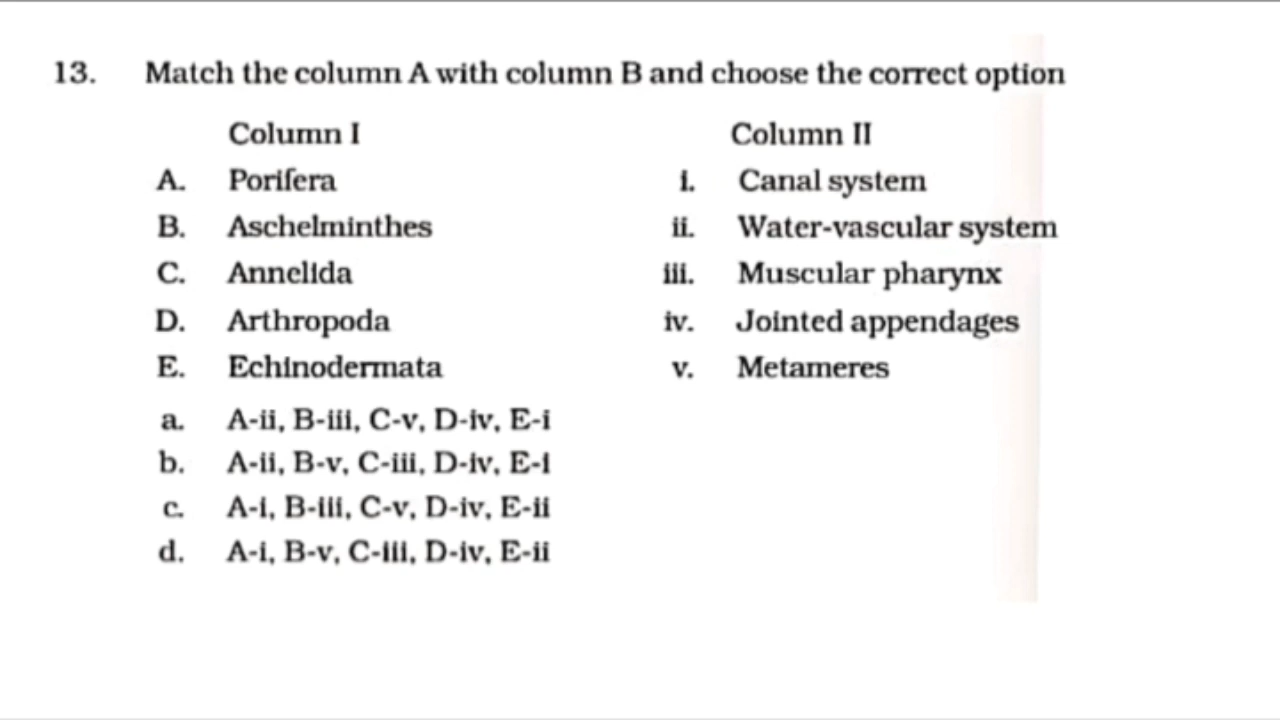 13. Match the column A with column B and choose the correct option
Column I Column II
A. Porifera i. Canal system
B. Aschelminthes ii. Water-vascular system
C. Annelida iii. Muscular pharynx
D. Arthropoda iv. Jointed appendages
E. Echinodermata v. Metameres
a. A-ii, B-iii, C-v, D-iv, E-i
b. A-ii, B-v, C-iii, D-iv, E-i
c. A-i, B-iii, C-v, D-iv, E-ii
d. A-i, B-v, C-iii, D-iv, E-ii